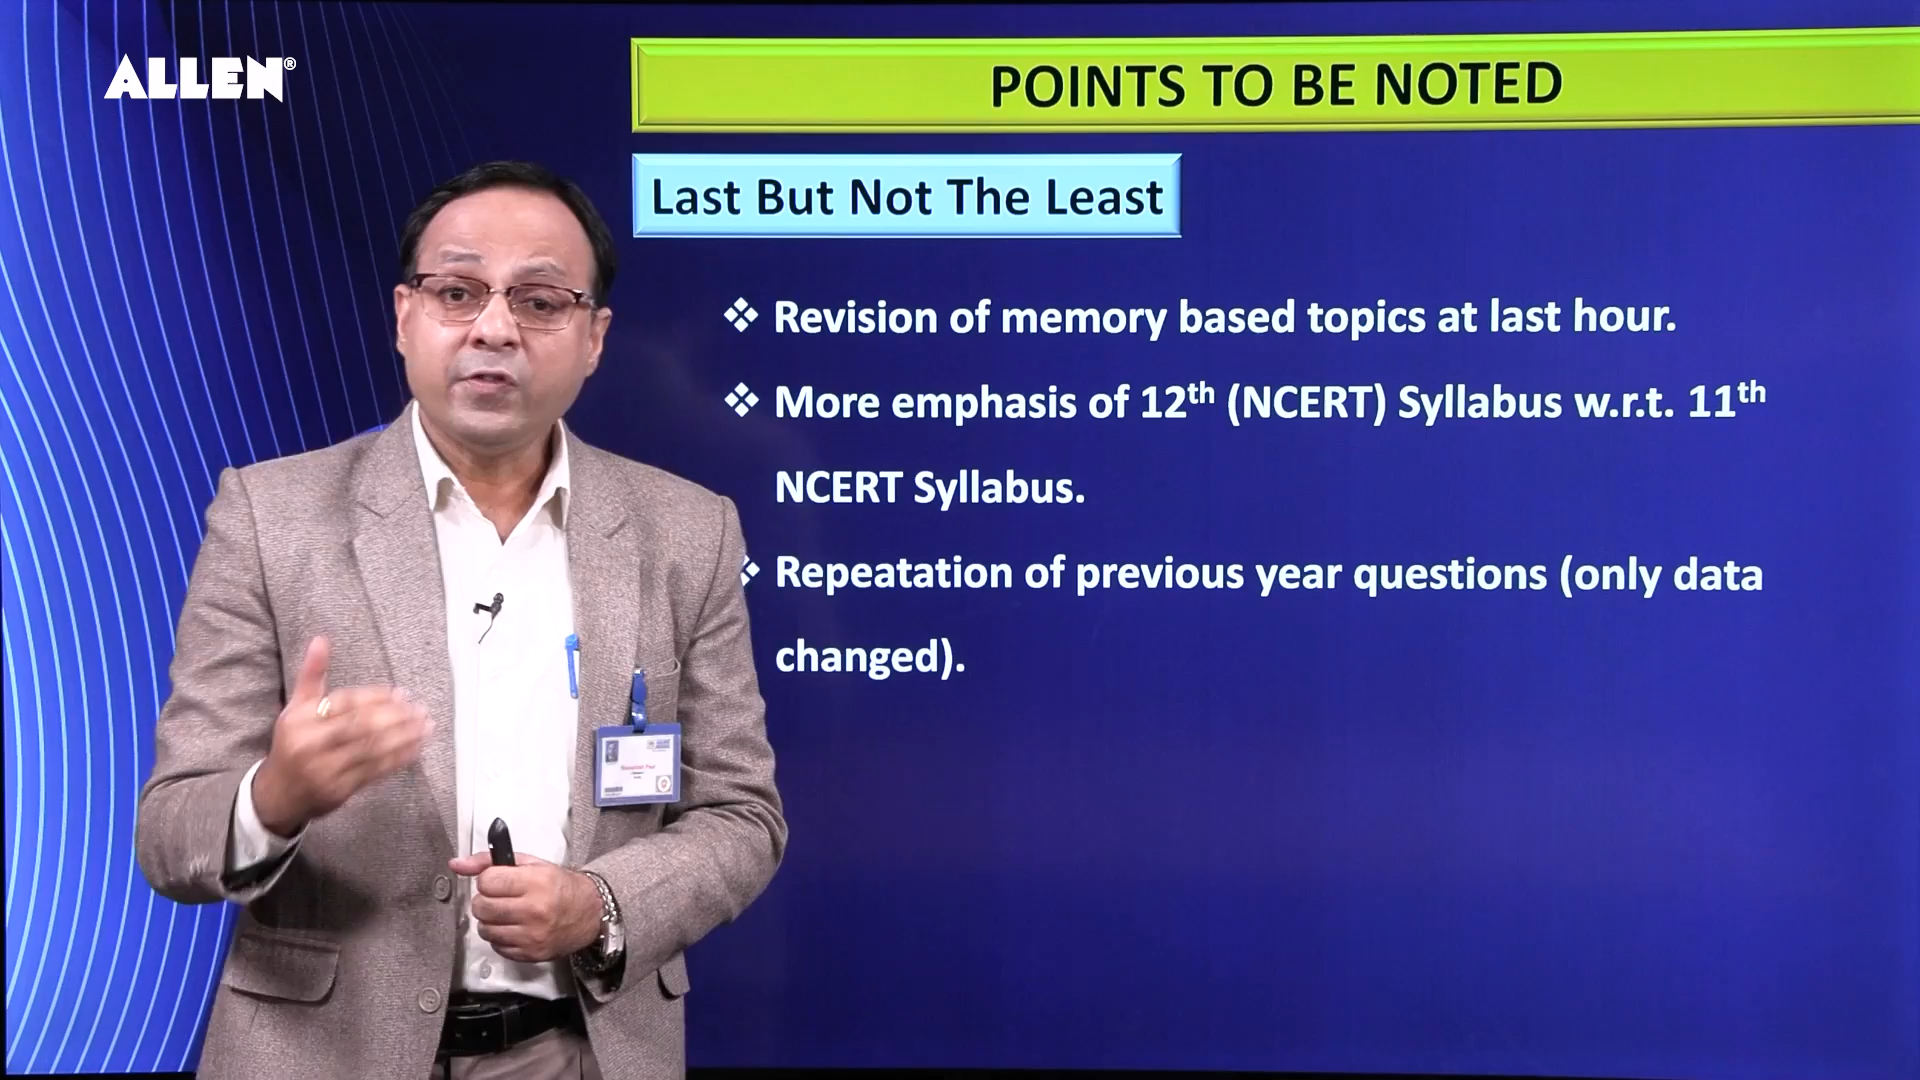 ALLEN®
POINTS TO BE NOTED
Last But Not The Least
❖ Revision of memory based topics at last hour.
❖ More emphasis of 12th (NCERT) Syllabus w.r.t. 11th
NCERT Syllabus.
❖ Repeatation of previous year questions (only data
changed).